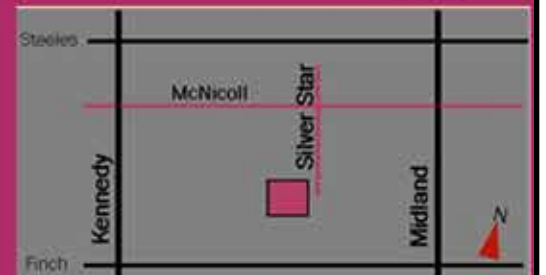 Steeles
McNicoll
Silver Star
Kennedy
Midland
N
Finch